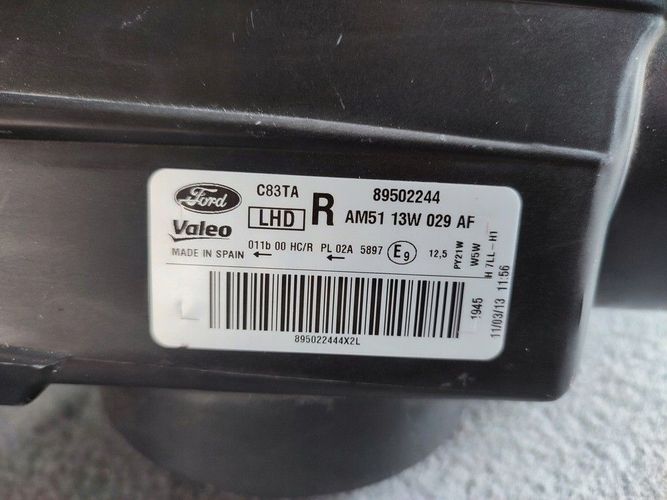 Ford C83TA 89502244
Valeo LHD R AM51 13W 029 AF
MADE IN SPAIN 011b 00 HC/R PL 02A 5897 E9 12,5
895022444X2L
PY21W
W5W
H 7LL-H1
1945
11/03/13 11:56